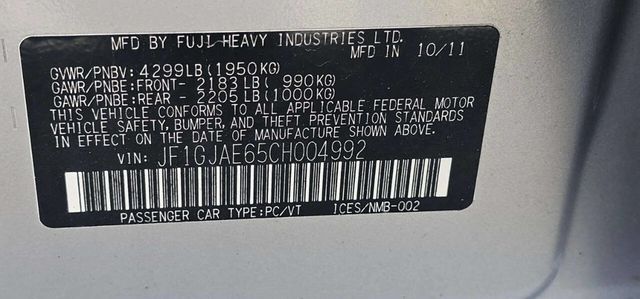 MFD BY FUJI HEAVY INDUSTRIES LTD.
MFD IN 10/11
GVWR/PNBV: 4299LB(1950KG)
GAWR/PNBE:FRONT- 2183LB( 990KG)
GAWR/PNBE:REAR - 2205LB(1000KG)
THIS VEHICLE CONFORMS TO ALL APPLICABLE FEDERAL MOTOR
VEHICLE SAFETY, BUMPER, AND THEFT PREVENTION STANDARDS
IN EFFECT ON THE DATE OF MANUFACTURE SHOWN ABOVE.
VIN: JF1GJAE65CH004992
PASSENGER CAR TYPE:PC/VT ICES/NMB-002